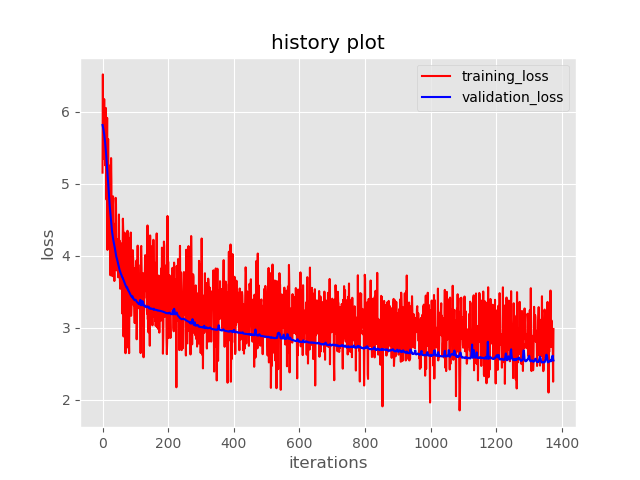 history plot
training_loss
validation_loss
loss
6
5
4
3
2
0 200 400 600 800 1000 1200 1400
iterations